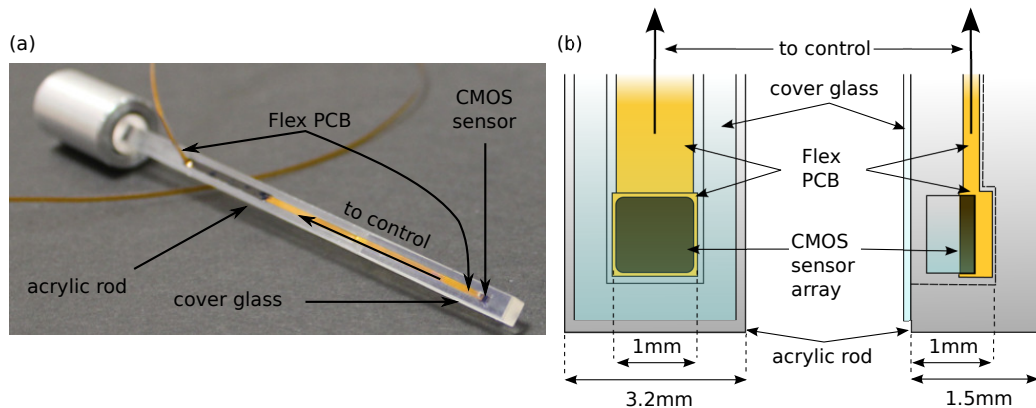 (a)
Flex PCB
CMOS
sensor
to control
acrylic rod
cover glass
(b)
to control
cover glass
Flex
PCB
CMOS
sensor
array
1mm
acrylic rod
1mm
3.2mm
1.5mm